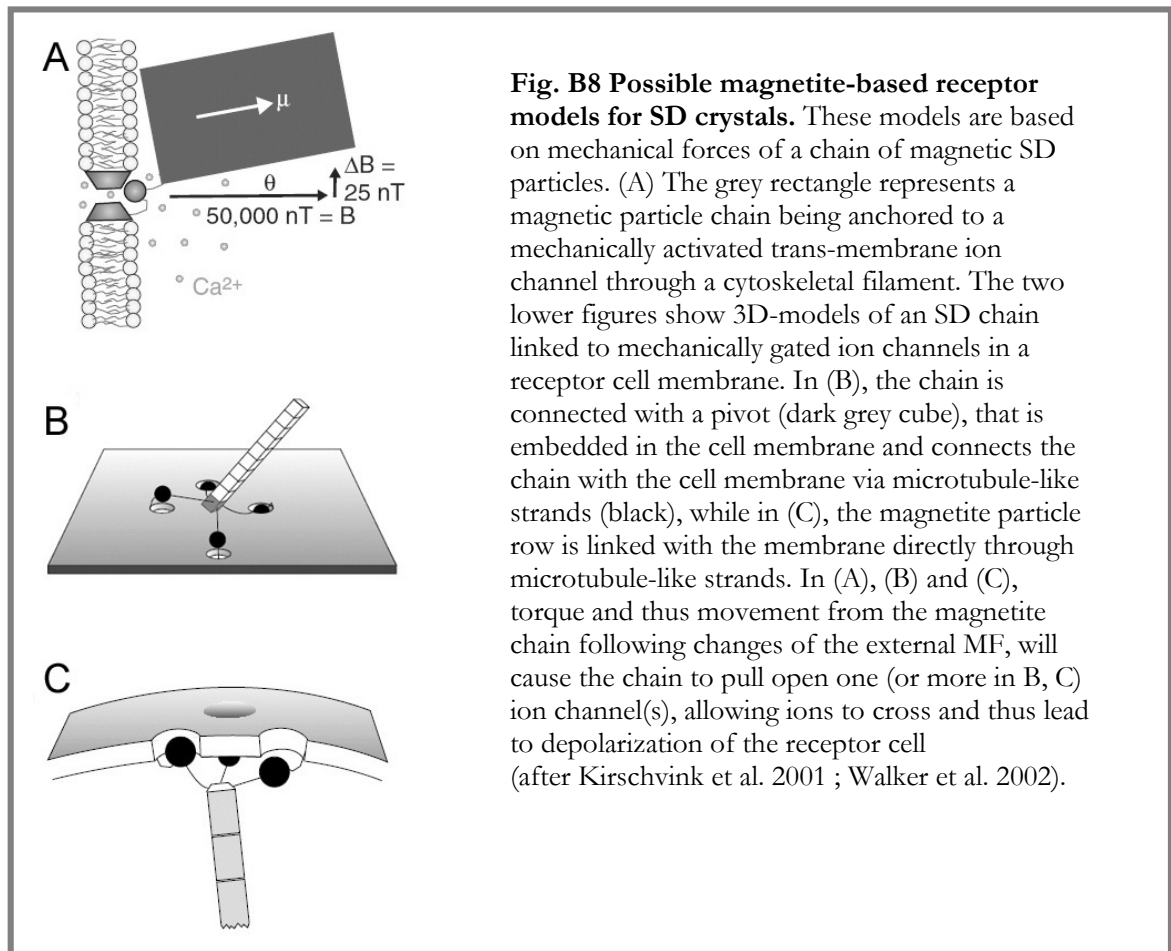 A
μ
θ
ΔB =
25 nT
50,000 nT = B
Ca2+
B
C
Fig. B8 Possible magnetite-based receptor
models for SD crystals. These models are based
on mechanical forces of a chain of magnetic SD
particles. (A) The grey rectangle represents a
magnetic particle chain being anchored to a
mechanically activated trans-membrane ion
channel through a cytoskeletal filament. The two
lower figures show 3D-models of an SD chain
linked to mechanically gated ion channels in a
receptor cell membrane. In (B), the chain is
connected with a pivot (dark grey cube), that is
embedded in the cell membrane and connects the
chain with the cell membrane via microtubule-like
strands (black), while in (C), the magnetite particle
row is linked with the membrane directly through
microtubule-like strands. In (A), (B) and (C),
torque and thus movement from the magnetite
chain following changes of the external MF, will
cause the chain to pull open one (or more in B, C)
ion channel(s), allowing ions to cross and thus lead
to depolarization of the receptor cell
(after Kirschvink et al. 2001 ; Walker et al. 2002).